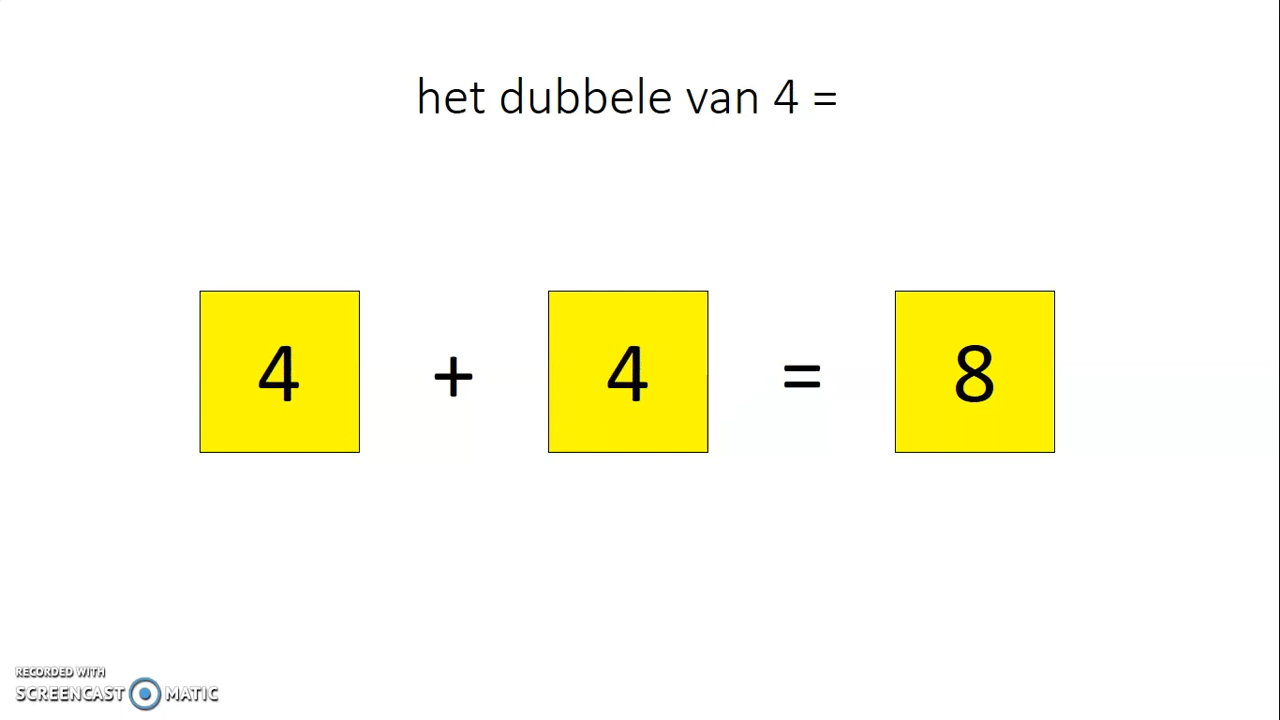 het dubbele van 4 =
4 + 4 = 8
RECORDED WITH
SCREENCAST MATIC